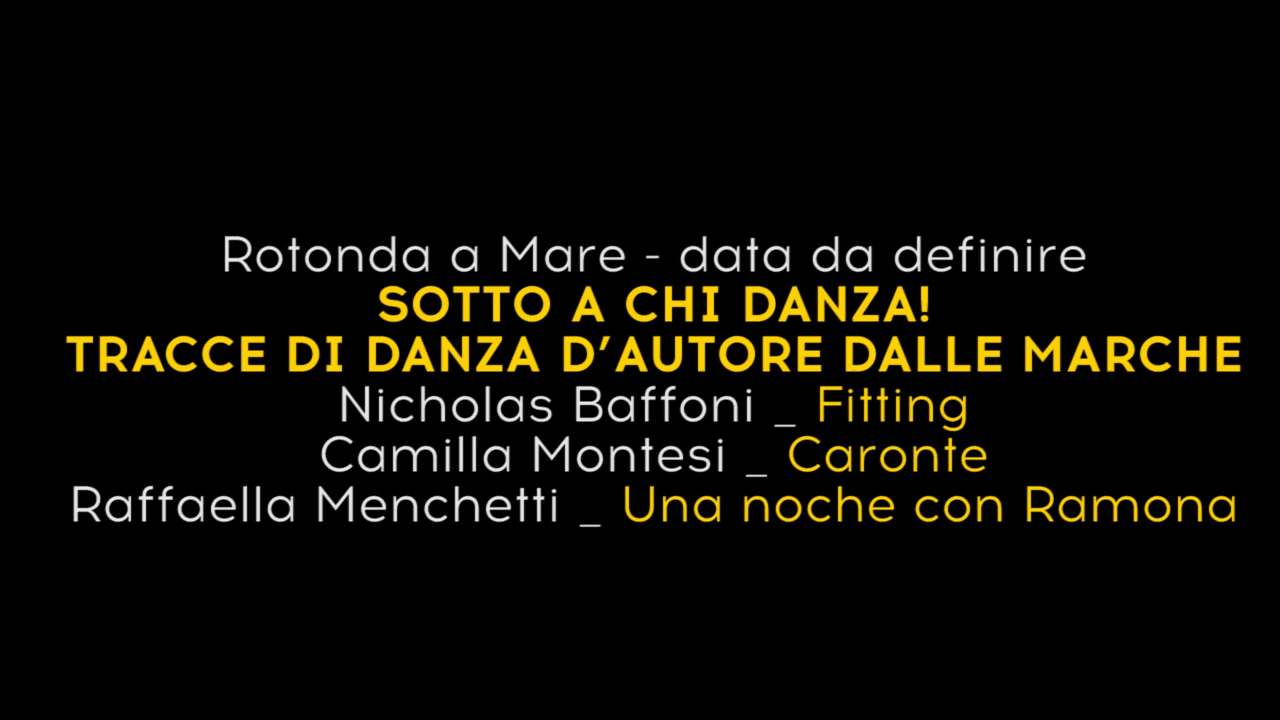 Rotonda a Mare - data da definire
SOTTO A CHI DANZA!
TRACCE DI DANZA D’AUTORE DALLE MARCHE
Nicholas Baffoni _ Fitting
Camilla Montesi _ Caronte
Raffaella Menchetti _ Una noche con Ramona